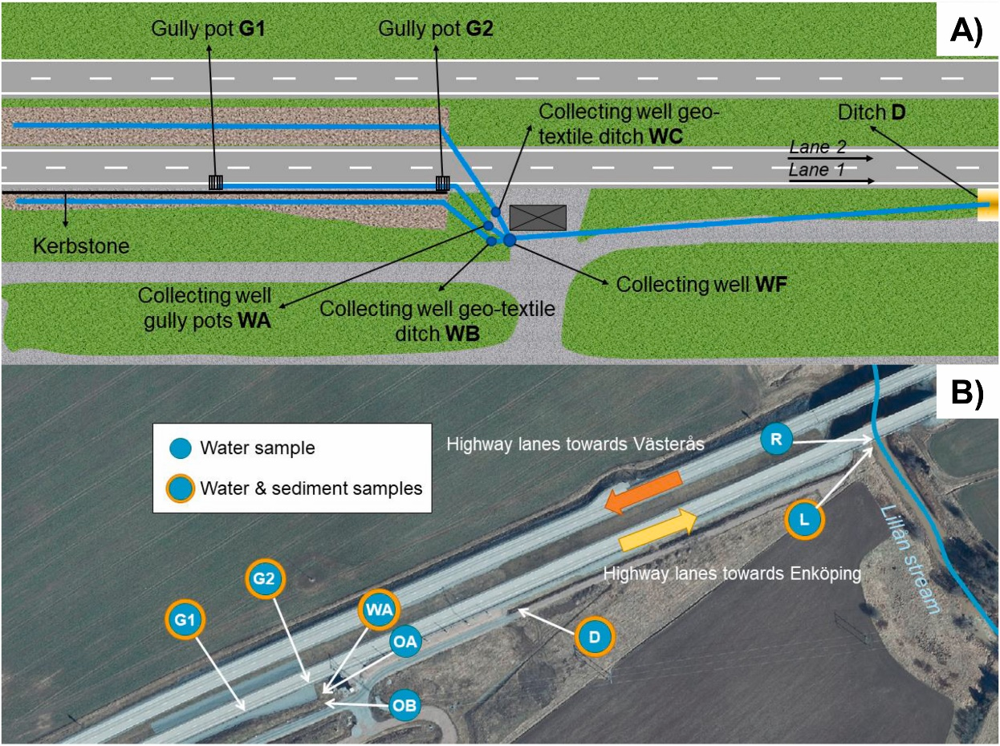 Gully pot G1
Gully pot G2
A)
Collecting well geo-
textile ditch WC
Ditch D
Lane 2
Lane 1
Kerbstone
Collecting well
gully pots WA
Collecting well geo-textile
ditch WB
Collecting well WF
B)
Water sample
Water & sediment samples
Highway lanes towards Västerås
R
L
Lillån stream
Highway lanes towards Enköping
G2
G1
WA
OA
D
OB